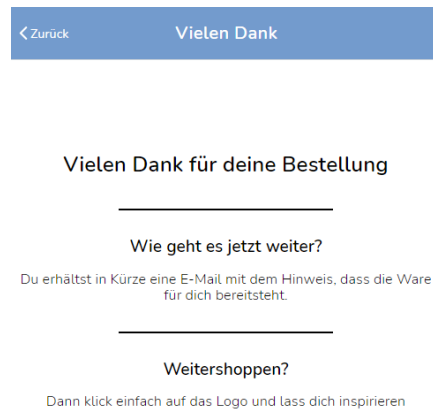 Zurück
Vielen Dank
Vielen Dank für deine Bestellung
Wie geht es jetzt weiter?
Du erhältst in Kürze eine E-Mail mit dem Hinweis, dass die Ware
für dich bereitsteht.
Weitershoppen?
Dann klick einfach auf das Logo und lass dich inspirieren